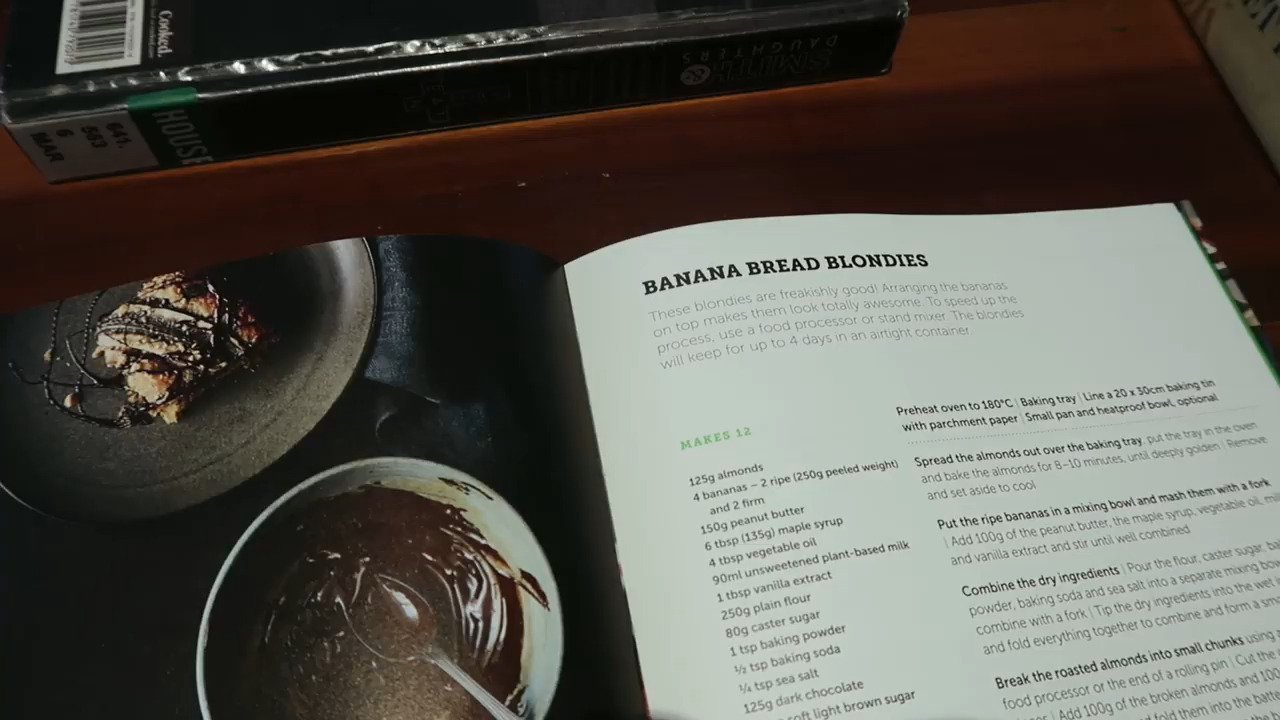 Cooked.
SMITH & DAUGHTERS
HOUSE
641.
563
6
MAR
BANANA BREAD BLONDIES
These blondies are freakishly good! Arranging the bananas
on top makes them look totally awesome. To speed up the
process, use a food processor or stand mixer. The blondies
will keep for up to 4 days in an airtight container.
MAKES 12
125g almonds
4 bananas – 2 ripe (250g peeled weight)
and 2 firm
150g peanut butter
6 tbsp (135g) maple syrup
4 tbsp vegetable oil
90ml unsweetened plant-based milk
1 tbsp vanilla extract
250g plain flour
80g caster sugar
1 tsp baking powder
½ tsp baking soda
¼ tsp sea salt
125g dark chocolate
soft light brown sugar
Preheat oven to 180°C | Baking tray | Line a 20 x 30cm baking tin
with parchment paper | Small pan and heatproof bowl, optional
Spread the almonds out over the baking tray, put the tray in the oven
and bake the almonds for 8–10 minutes, until deeply golden | Remove
and set aside to cool
Put the ripe bananas in a mixing bowl and mash them with a fork
| Add 100g of the peanut butter, the maple syrup, vegetable oil,
and vanilla extract and stir until well combined
Combine the dry ingredients | Pour the flour, caster sugar,
powder, baking soda and sea salt into a separate mixing
combine with a fork | Tip the dry ingredients into the wet
and fold everything together to combine and form a
Break the roasted almonds into small chunks using
food processor or the end of a rolling pin | Cut the
| Add 100g of the broken almonds and
them into the